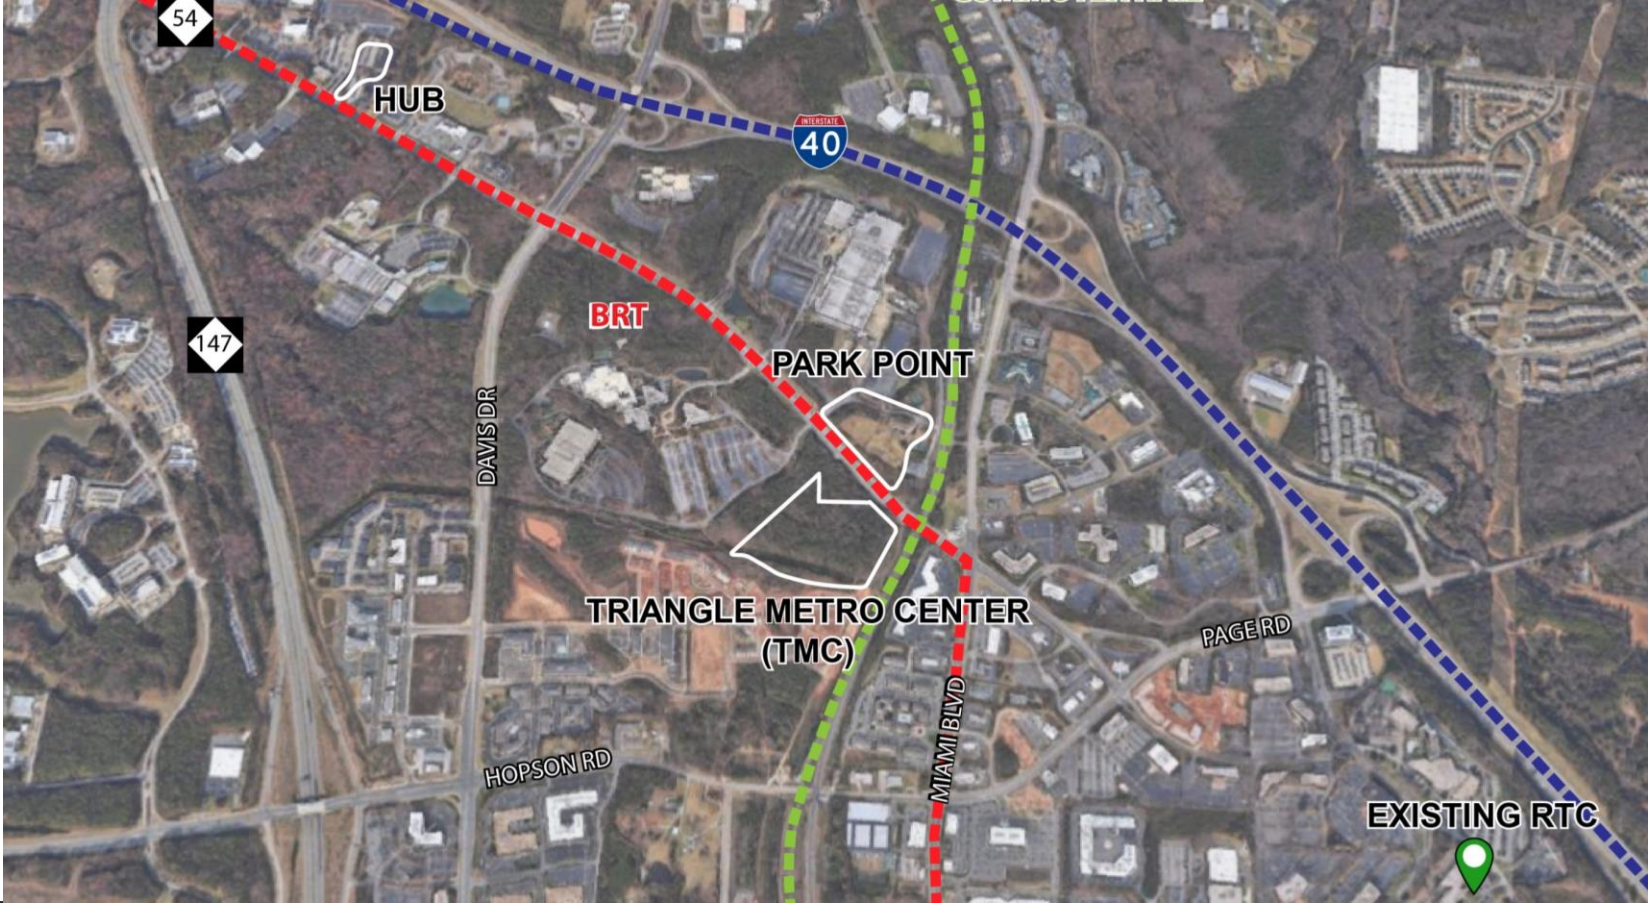 54
HUB
INTERSTATE
40
BRT
147
PARK POINT
DAVIS DR
TRIANGLE METRO CENTER
(TMC)
PAGE RD
MIAMI BLVD
HOPSON RD
EXISTING RTC